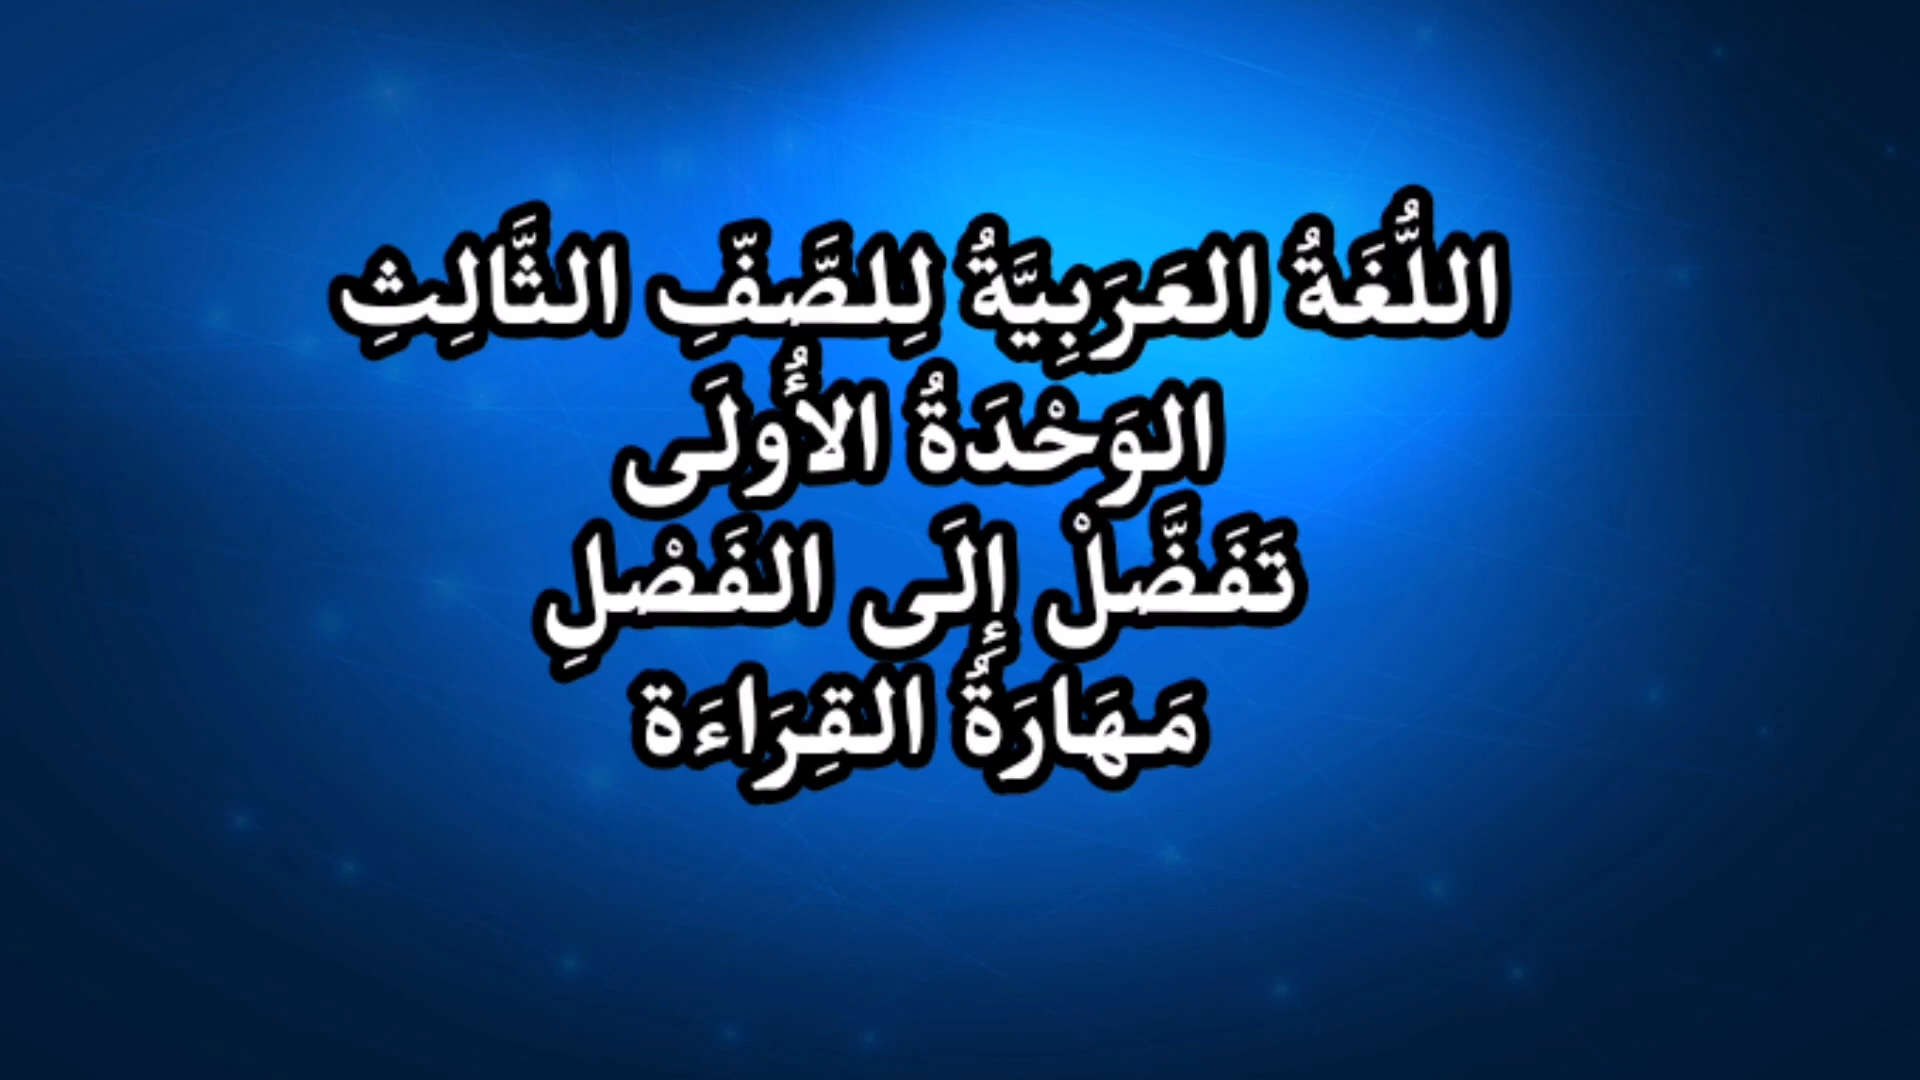 اللُّغَةُ العَرَبِيَّةُ لِلصَّفِّ الثَّالِثِ
الوَحْدَةُ الأُولَى
تَفَضَّلْ إِلَى الفَصْلِ
مَهَارَةُ القِرَاءَة